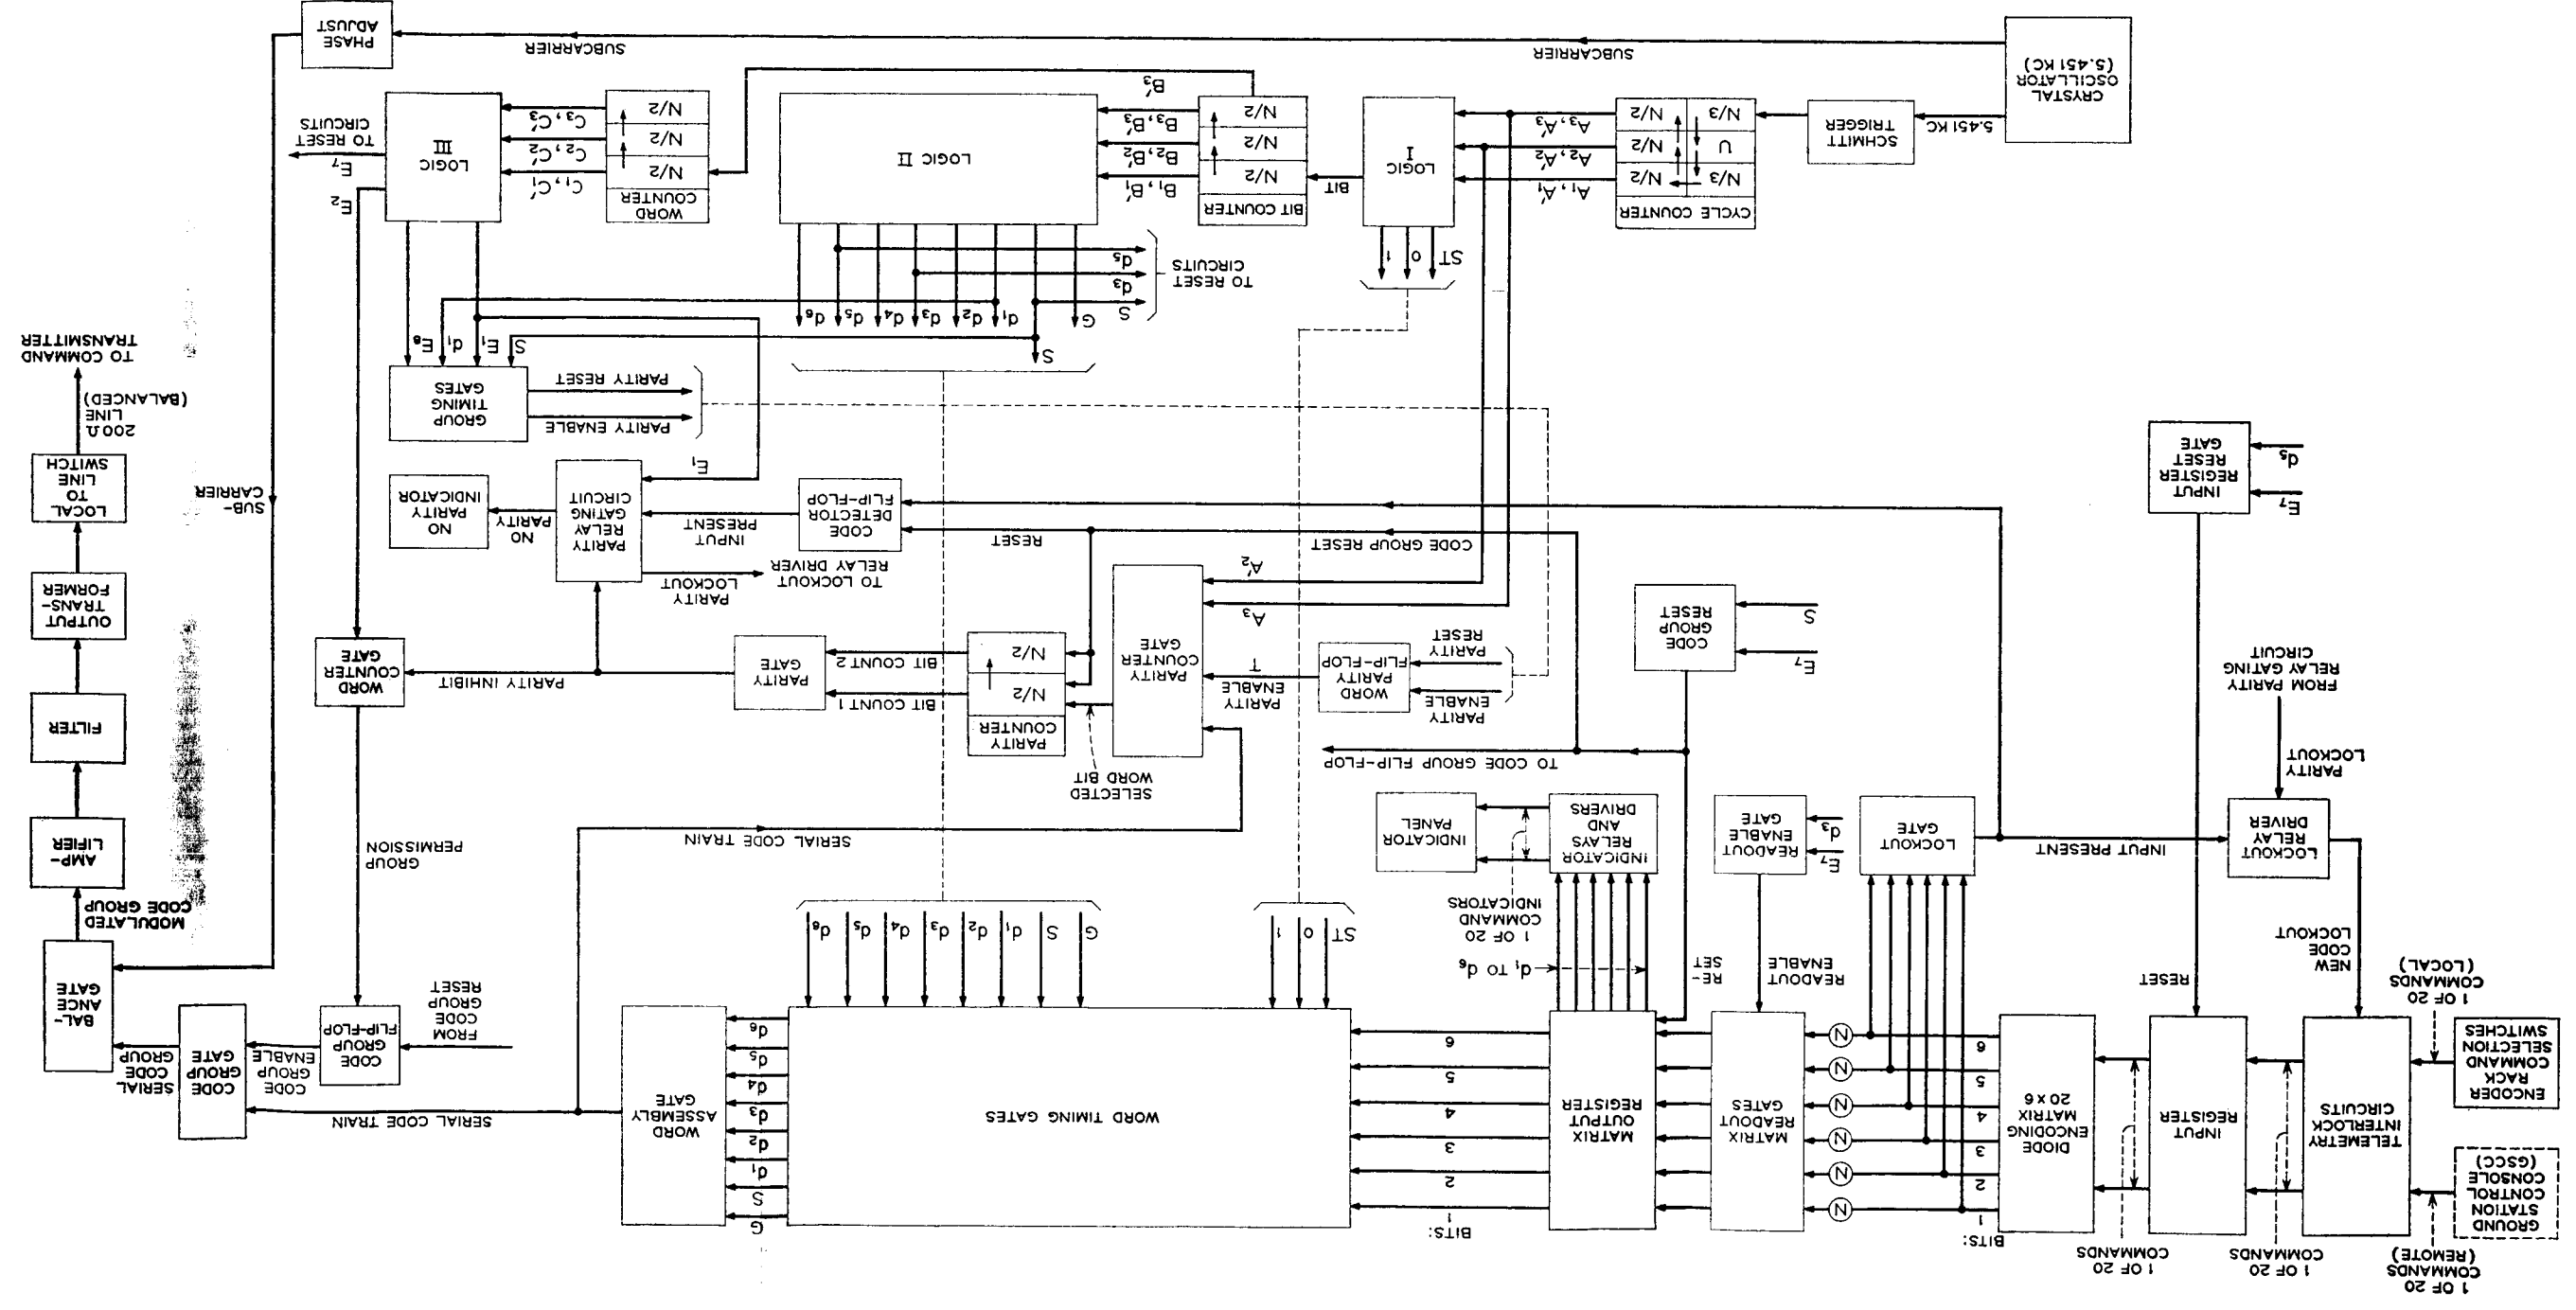 1 OF 20
COMMANDS
(REMOTE)
1 OF 20
COMMANDS
1 OF 20
COMMANDS
GROUND
STATION
CONTROL
CONSOLE
(GSCC)
ENCODER
RACK
COMMAND
SELECTION
SWITCHES
1 OF 20
COMMANDS
(LOCAL)
TELEMETRY
INTERLOCK
CIRCUITS
INPUT
REGISTER
DIODE
ENCODING
MATRIX
20 X 6
BITS:
1
2
3
4
5
6
N
N
N
N
N
N
MATRIX
READOUT
GATES
MATRIX
OUTPUT
REGISTER
BITS:
1
2
3
4
5
6
WORD TIMING GATES
G
S
d1
d2
d3
d4
d5
d6
WORD
ASSEMBLY
GATE
SERIAL CODE TRAIN
CODE
GROUP
GATE
SERIAL
CODE
GROUP
BAL-
ANCE
GATE
FROM
CODE
GROUP
RESET
CODE
GROUP
FLIP-FLOP
CODE
GROUP
ENABLE
NEW
CODE
LOCKOUT
RESET
READOUT
ENABLE
RE-
SET
d1 TO d6
1 OF 20
COMMAND
INDICATORS
ST
0
1
G
S
d1
d2
d3
d4
d5
d6
MODULATED
CODE GROUP
LOCKOUT
RELAY
DRIVER
INPUT PRESENT
LOCKOUT
GATE
E7
d3
READOUT
ENABLE
GATE
INDICATOR
RELAYS
AND
DRIVERS
INDICATOR
PANEL
SERIAL CODE TRAIN
GROUP
PERMISSION
AMP-
LIFIER
PARITY
LOCKOUT
FROM PARITY
RELAY GATING
CIRCUIT
TO CODE GROUP FLIP-FLOP
SELECTED
WORD BIT
FILTER
E7
S
CODE
GROUP
RESET
GATE
PARITY
ENABLE
PARITY
RESET
WORD
PARITY
FLIP-FLOP
PARITY
ENABLE
T
PARITY
COUNTER
GATE
A3
A'2
PARITY
COUNTER
N/2
N/2
BIT COUNT 1
BIT COUNT 2
PARITY
GATE
PARITY INHIBIT
WORD
COUNTER
GATE
OUTPUT
TRANS-
FORMER
E7
d5
INPUT
REGISTER
RESET
GATE
CODE GROUP RESET
RESET
CODE
DETECTOR
FLIP-FLOP
INPUT
PRESENT
PARITY
LOCKOUT
TO LOCKOUT
RELAY DRIVER
PARITY
RELAY
GATING
CIRCUIT
E1
NO
PARITY
NO
PARITY
INDICATOR
SUB-
CARRIER
LOCAL
TO
LINE
SWITCH
PARITY ENABLE
PARITY RESET
GROUP
TIMING
GATES
S
E1
d1
E8
200Ω
LINE
(BALANCED)
TO COMMAND
TRANSMITTER
S
G
d1
d2
d3
d4
d5
d6
TO RESET
CIRCUITS
S
d3
d5
ST
0
1
CRYSTAL
OSCILLATOR
(5.451 KC)
5.451 KC
SCHMITT
TRIGGER
CYCLE COUNTER
N/3
U
N/3
N/2
N/2
N/2
A1, A'1
A2, A'2
A3, A'3
LOGIC
I
BIT
BIT COUNTER
N/2
N/2
N/2
B1, B'1
B2, B'2
B3, B'3
B'3
LOGIC II
WORD
COUNTER
N/2
N/2
N/2
C1, C'1
C2, C'2
C3, C'3
LOGIC
III
E2
E7
TO RESET
CIRCUITS
SUBCARRIER
SUBCARRIER
PHASE
ADJUST